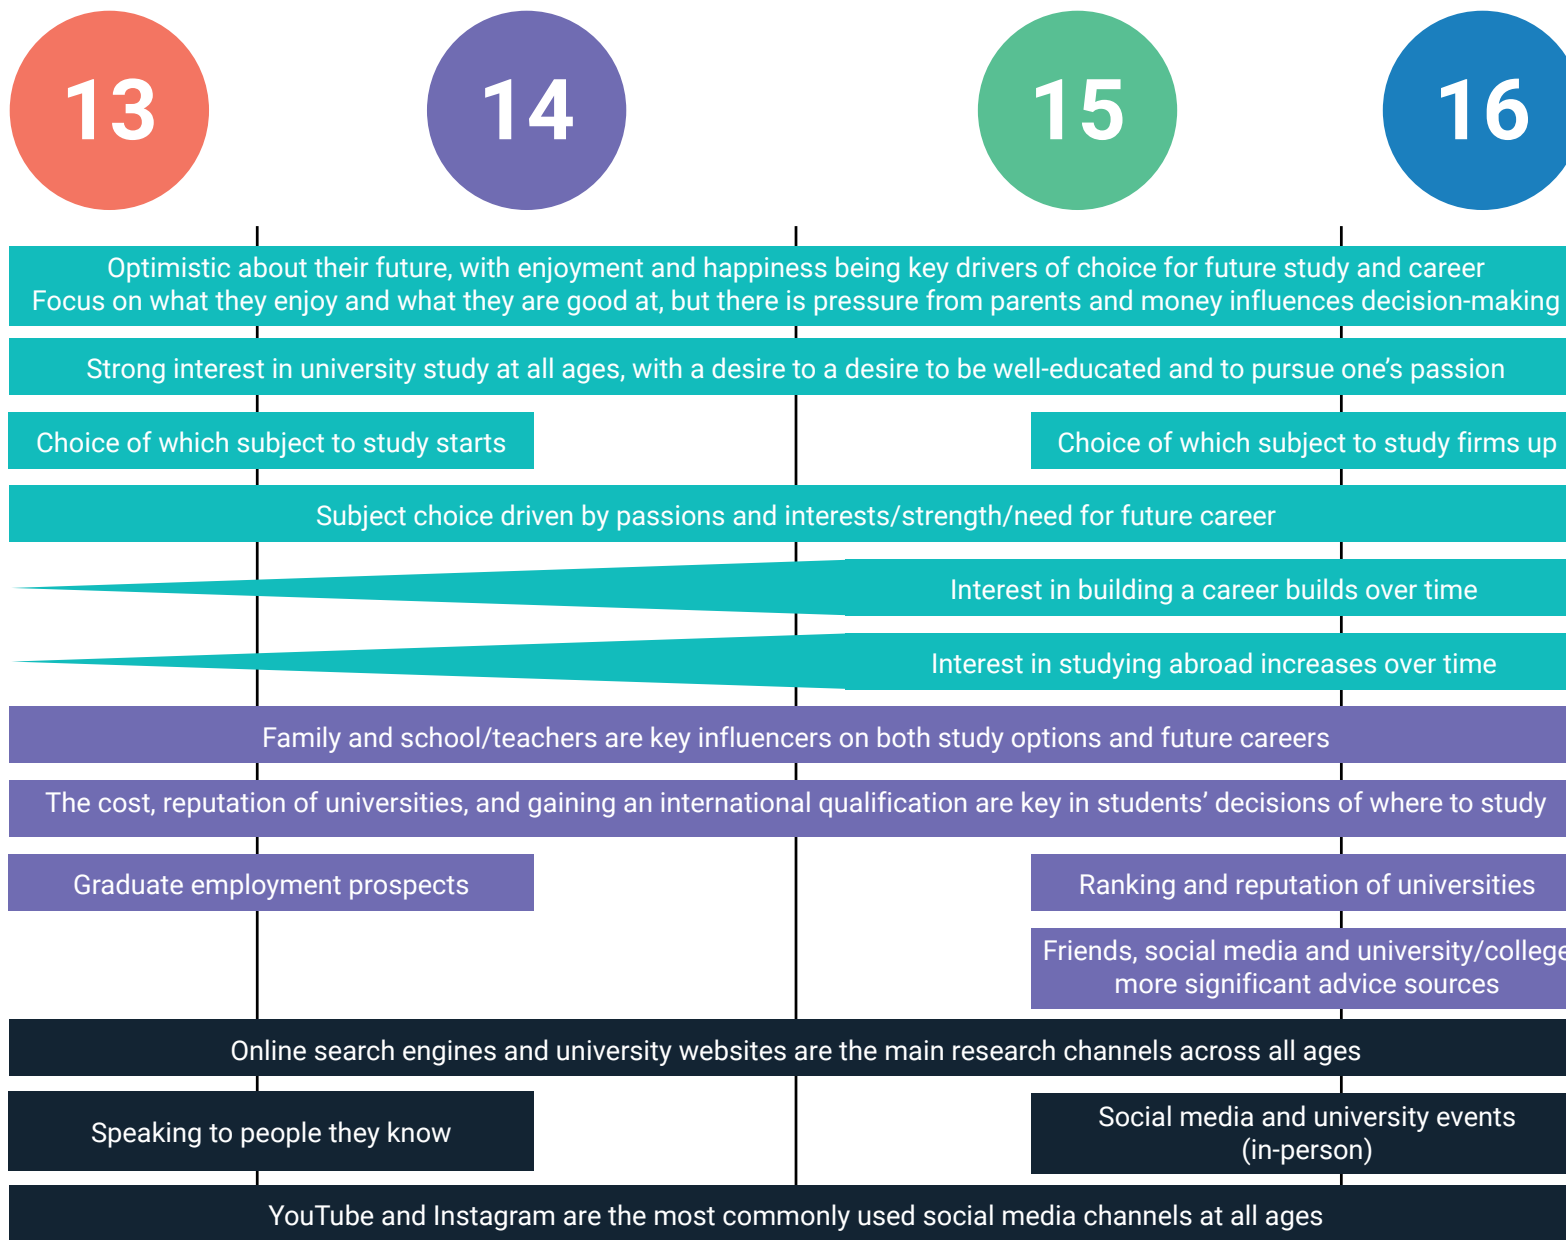 13
14
15
16
Optimistic about their future, with enjoyment and happiness being key drivers of choice for future study and career
Focus on what they enjoy and what they are good at, but there is pressure from parents and money influences decision-making
Strong interest in university study at all ages, with a desire to a desire to be well-educated and to pursue one’s passion
Choice of which subject to study starts
Choice of which subject to study firms up
Subject choice driven by passions and interests/strength/need for future career
Interest in building a career builds over time
Interest in studying abroad increases over time
Family and school/teachers are key influencers on both study options and future careers
The cost, reputation of universities, and gaining an international qualification are key in students’ decisions of where to study
Graduate employment prospects
Ranking and reputation of universities
Friends, social media and university/college
more significant advice sources
Online search engines and university websites are the main research channels across all ages
Speaking to people they know
Social media and university events
(in-person)
YouTube and Instagram are the most commonly used social media channels at all ages